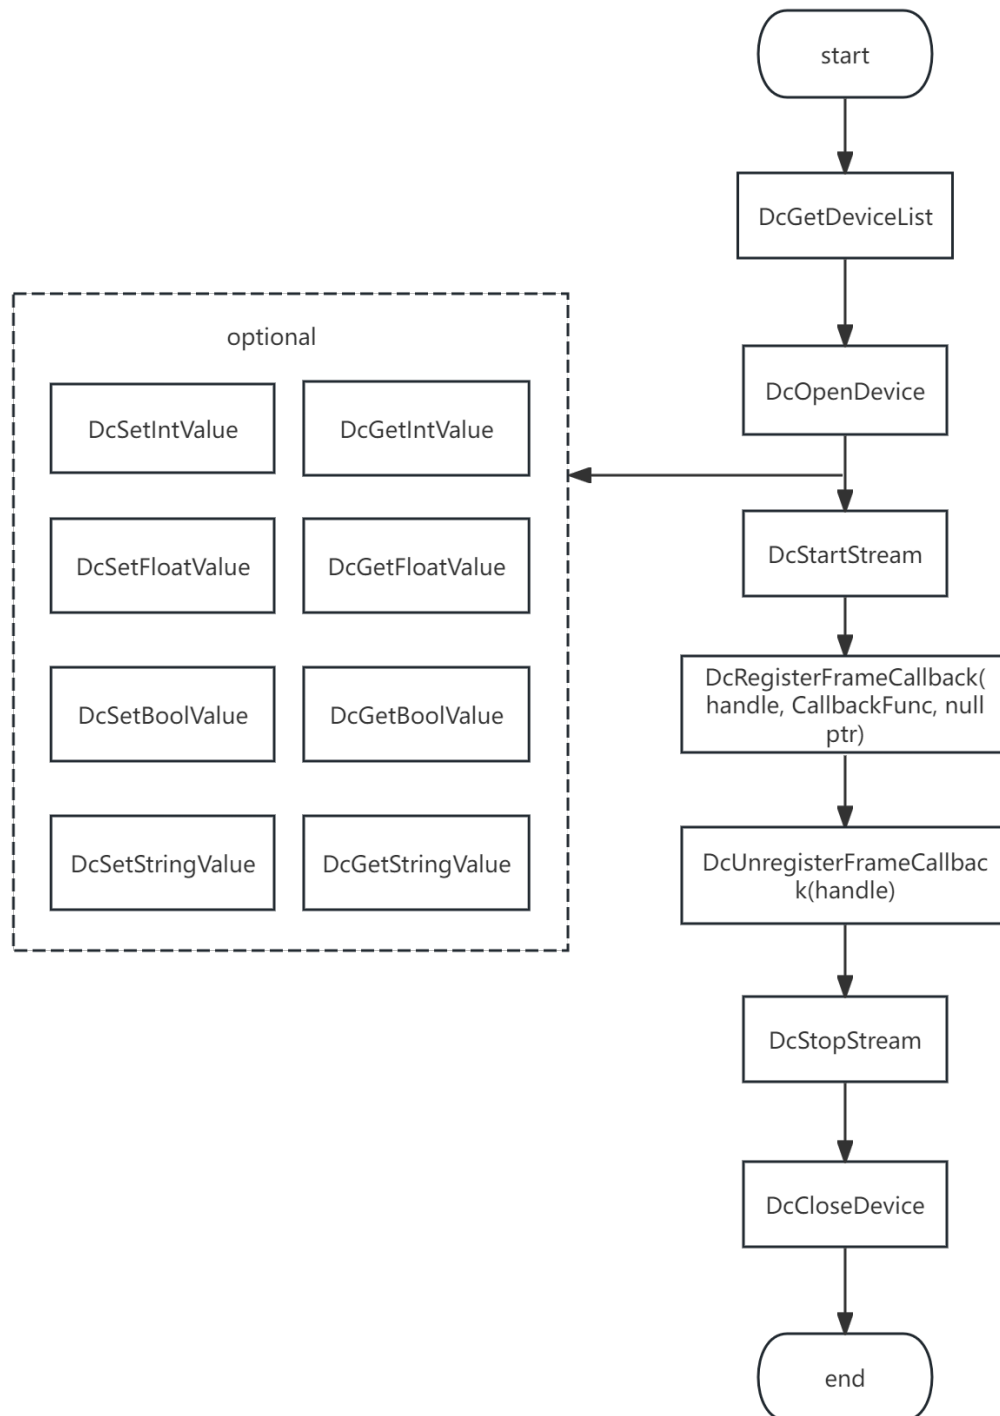 start
DcGetDeviceList
DcOpenDevice
optional
DcSetIntValue
DcGetIntValue
DcSetFloatValue
DcGetFloatValue
DcSetBoolValue
DcGetBoolValue
DcSetStringValue
DcGetStringValue
DcStartStream
DcRegisterFrameCallback(
handle, CallbackFunc, null
ptr)
DcUnregisterFrameCallbac
k(handle)
DcStopStream
DcCloseDevice
end